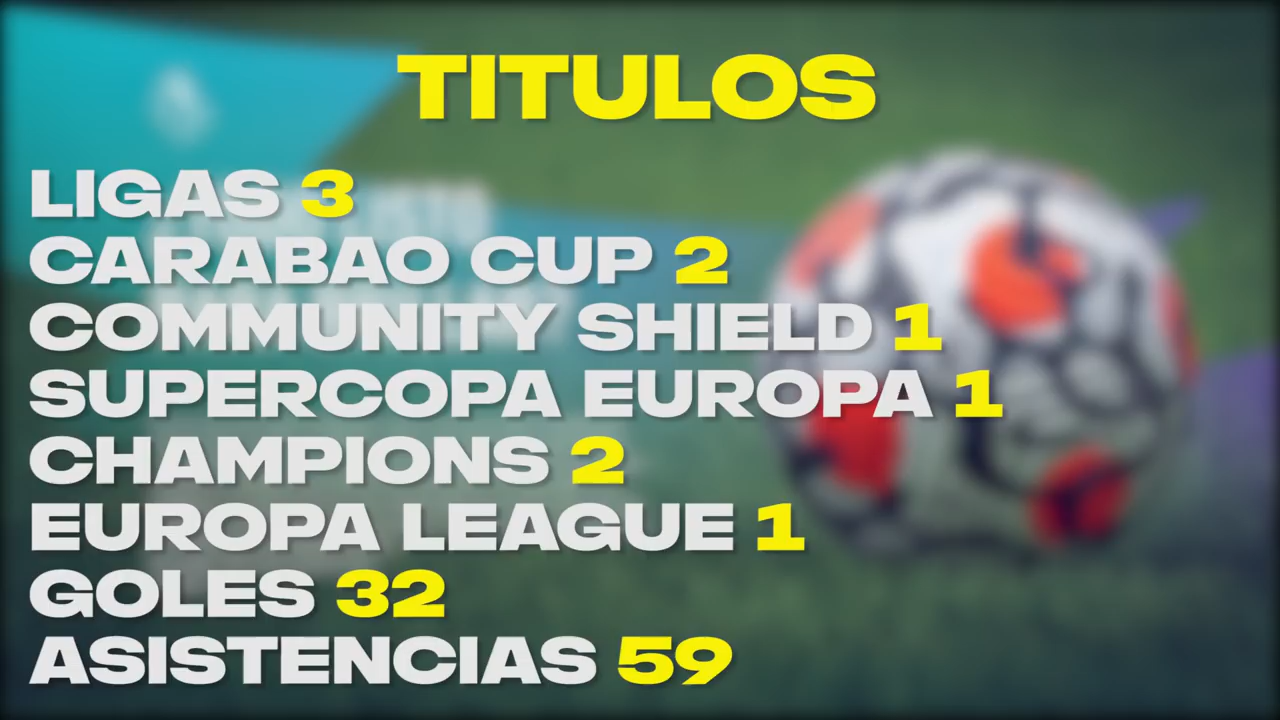 TITULOS
LIGAS 3
CARABAO CUP 2
COMMUNITY SHIELD 1
SUPERCOPA EUROPA 1
CHAMPIONS 2
EUROPA LEAGUE 1
GOLES 32
ASISTENCIAS 59